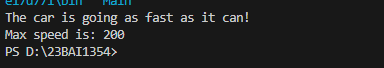 The car is going as fast as it can!
Max speed is: 200
PS D:\23BAI1354>